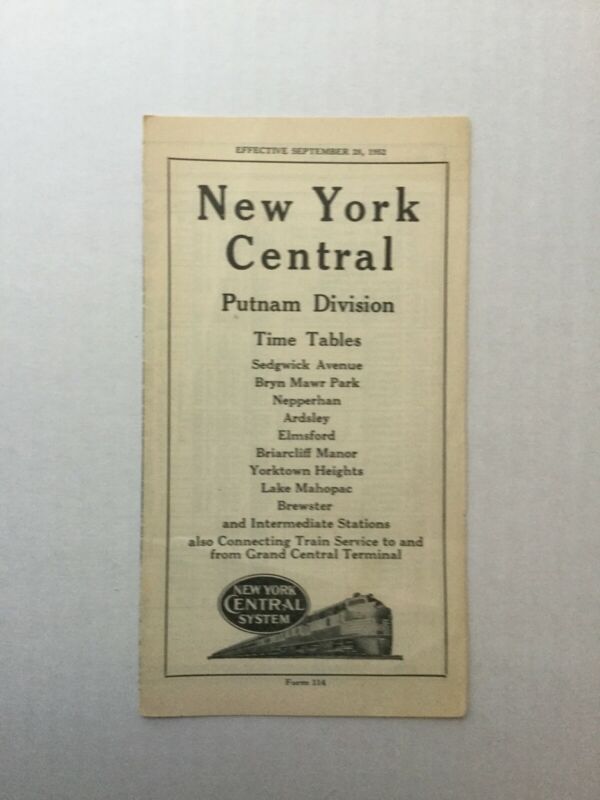 EFFECTIVE SEPTEMBER 28, 1952
New York
Central
Putnam Division
Time Tables
Sedgwick Avenue
Bryn Mawr Park
Nepperhan
Ardsley
Elmsford
Briarcliff Manor
Yorktown Heights
Lake Mahopac
Brewster
and Intermediate Stations
also Connecting Train Service to and
from Grand Central Terminal
NEW YORK
CENTRAL
SYSTEM
Form 114